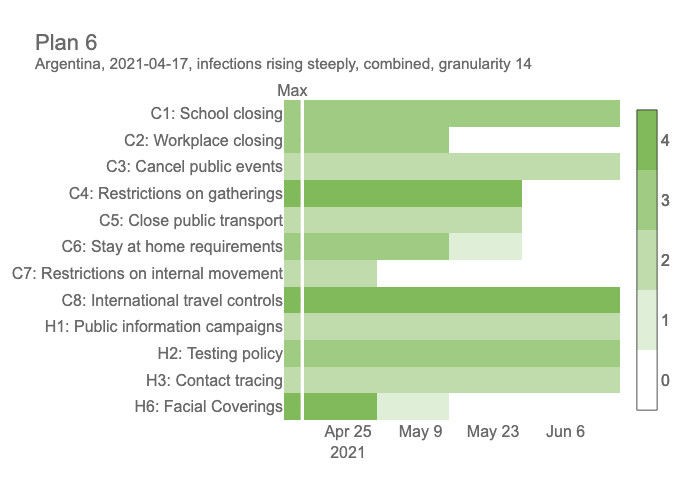 Plan 6
Argentina, 2021-04-17, infections rising steeply, combined, granularity 14
Max
C1: School closing
C2: Workplace closing
C3: Cancel public events
C4: Restrictions on gatherings
C5: Close public transport
C6: Stay at home requirements
C7: Restrictions on internal movement
C8: International travel controls
H1: Public information campaigns
H2: Testing policy
H3: Contact tracing
H6: Facial Coverings
Apr 25 May 9 May 23 Jun 6
2021
4
3
2
1
0